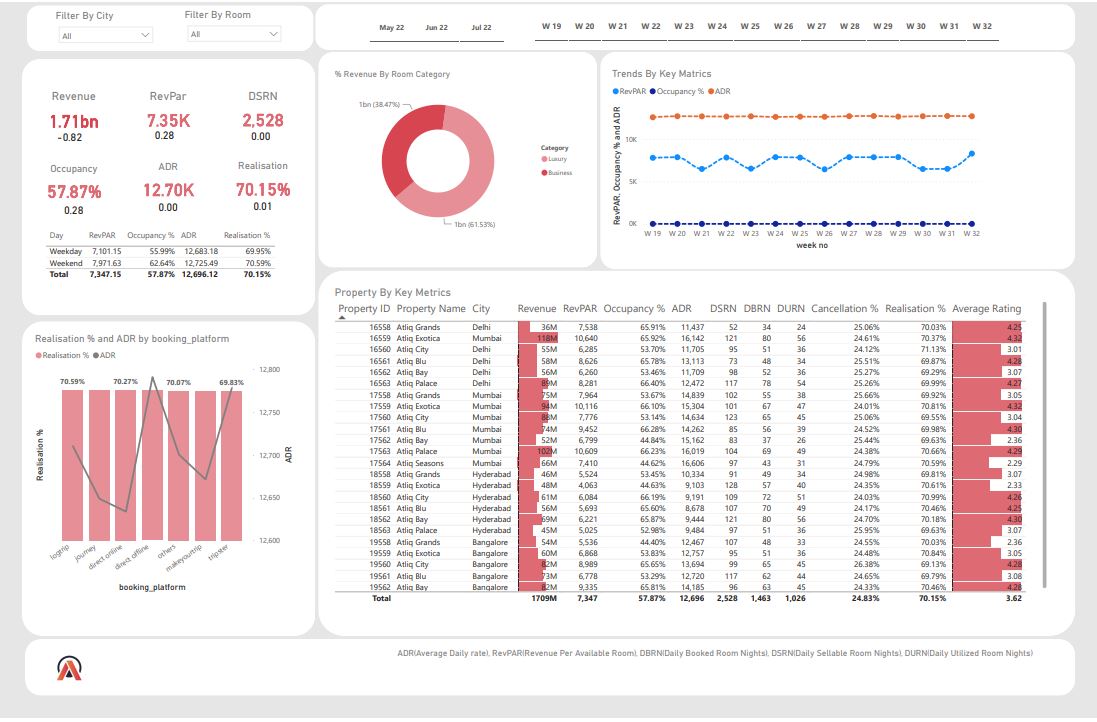 Filter By City
Filter By Room
All
All
May 22 Jun 22 Jul 22
W 19 W 20 W 21 W 22 W 23 W 24 W 25 W 26 W 27 W 28 W 29 W 30 W 31 W 32
Revenue RevPar DSRN
1.71bn 7.35K 2,528
-0.82 0.28 0.00
Occupancy ADR Realisation
57.87% 12.70K 70.15%
0.28 0.00 0.01
Day RevPAR Occupancy % ADR Realisation %
Weekday 7,101.15 55.99% 12,683.18 69.95%
Weekend 7,971.63 62.64% 12,725.49 70.59%
Total 7,347.15 57.87% 12,696.12 70.15%
% Revenue By Room Category
1bn (38.47%)
1bn (61.53%)
Category
Luxury
Business
Trends By Key Matrics
RevPAR Occupancy % ADR
RevPAR, Occupancy % and ADR
10K
5K
0K
W 19 W 20 W 21 W 22 W 23 W 24 W 25 W 26 W 27 W 28 W 29 W 30 W 31 W 32
week no
Realisation % and ADR by booking_platform
Realisation % ADR
70.59% 70.27% 70.07% 69.83%
Realisation %
12,800
12,750
12,700
12,650
12,600
ADR
logtrip journey direct online direct offline others makeyourtrip tripster
booking_platform
Property By Key Metrics
Property ID Property Name City Revenue RevPAR Occupancy % ADR DSRN DBRN DURN Cancellation % Realisation % Average Rating
16558 Atliq Grands Delhi 36M 7,538 65.91% 11,437 52 34 24 25.06% 70.03% 4.25
16559 Atliq Exotica Mumbai 118M 10,640 65.92% 16,142 121 80 56 24.61% 70.37% 4.32
16560 Atliq City Delhi 55M 6,285 53.70% 11,705 95 51 36 24.12% 71.13% 3.01
16561 Atliq Blu Delhi 58M 8,626 65.78% 13,113 73 48 34 25.51% 69.87% 4.28
16562 Atliq Bay Delhi 56M 6,260 53.46% 11,709 98 52 36 25.27% 69.29% 3.07
16563 Atliq Palace Delhi 89M 8,281 66.40% 12,472 117 78 54 25.26% 69.99% 4.27
17558 Atliq Grands Mumbai 75M 7,964 53.67% 14,839 102 55 38 25.66% 69.92% 3.05
17559 Atliq Exotica Mumbai 94M 10,116 66.10% 15,304 101 67 47 24.01% 70.81% 4.32
17560 Atliq City Mumbai 88M 7,776 53.14% 14,634 123 65 45 25.06% 69.55% 3.04
17561 Atliq Blu Mumbai 74M 9,452 66.28% 14,262 85 56 39 24.52% 69.98% 4.30
17562 Atliq Bay Mumbai 52M 6,799 44.84% 15,162 83 37 26 25.44% 69.63% 2.36
17563 Atliq Palace Mumbai 102M 10,609 66.23% 16,019 104 69 49 24.38% 70.66% 4.29
17564 Atliq Seasons Mumbai 66M 7,410 44.62% 16,606 97 43 31 24.79% 70.59% 2.29
18558 Atliq Grands Hyderabad 46M 5,524 53.45% 10,334 91 49 34 24.98% 69.81% 3.07
18559 Atliq Exotica Hyderabad 48M 4,063 44.63% 9,103 128 57 40 24.35% 70.61% 2.33
18560 Atliq City Hyderabad 61M 6,084 66.19% 9,191 109 72 51 24.03% 70.99% 4.26
18561 Atliq Blu Hyderabad 56M 5,693 65.60% 8,678 107 70 49 24.17% 70.46% 4.25
18562 Atliq Bay Hyderabad 69M 6,221 65.87% 9,444 121 80 56 24.70% 70.18% 4.30
18563 Atliq Palace Hyderabad 45M 5,025 52.98% 9,484 97 51 36 25.95% 69.46% 3.07
19558 Atliq Grands Bangalore 54M 5,536 44.40% 12,467 107 48 33 24.55% 70.23% 2.36
19559 Atliq Exotica Bangalore 60M 6,868 53.83% 12,757 95 51 36 24.48% 70.84% 3.05
19560 Atliq City Bangalore 82M 8,989 65.65% 13,694 99 65 45 26.38% 69.13% 4.28
19561 Atliq Blu Bangalore 73M 6,778 53.29% 12,720 117 62 44 24.65% 69.79% 3.08
19562 Atliq Bay Bangalore 82M 9,335 65.81% 14,185 96 63 45 24.33% 70.46% 4.28
Total 1709M 7,347 57.87% 12,696 2,528 1,463 1,026 24.83% 70.15% 3.62
ADR(Average Daily rate), RevPAR(Revenue Per Available Room), DBRN(Daily Booked Room Nights), DSRN(Daily Sellable Room Nights), DURN(Daily Utilized Room Nights)